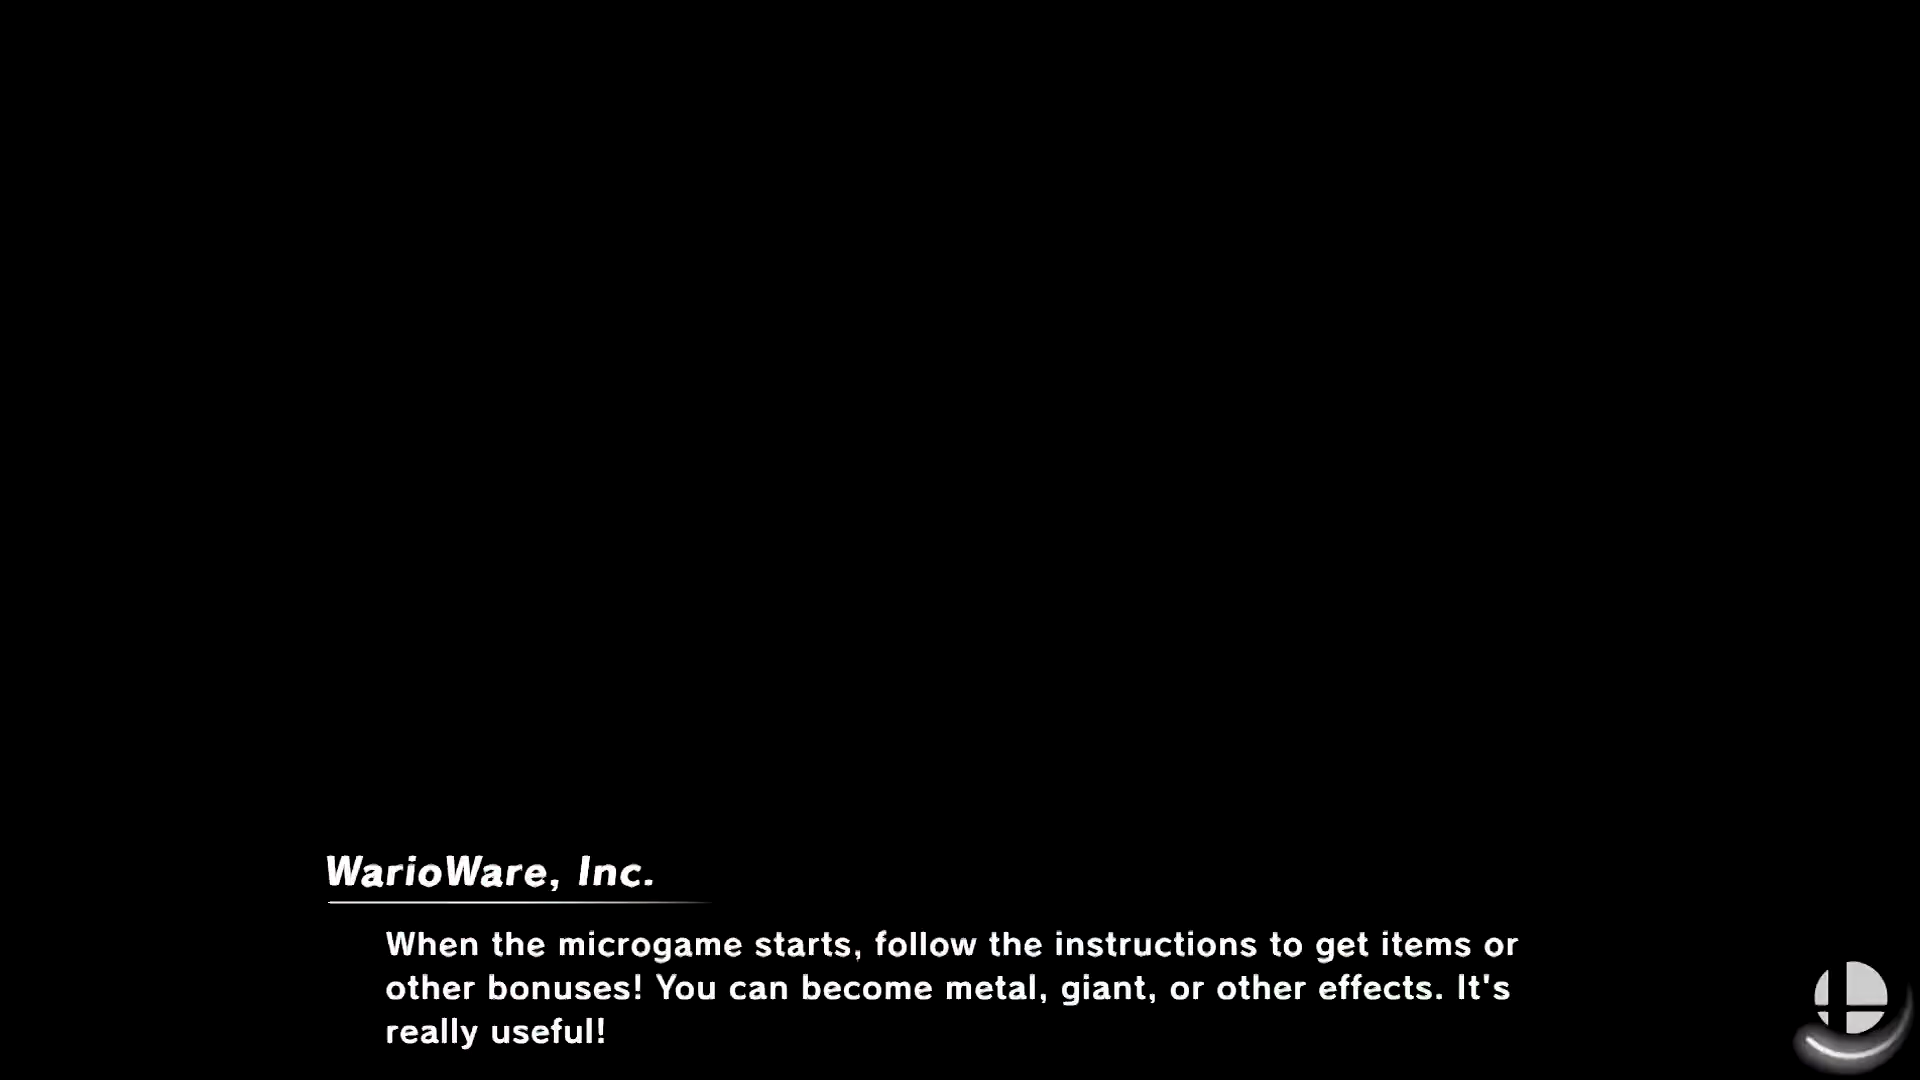 WarioWare, Inc.
When the microgame starts, follow the instructions to get items or
other bonuses! You can become metal, giant, or other effects. It's
really useful!